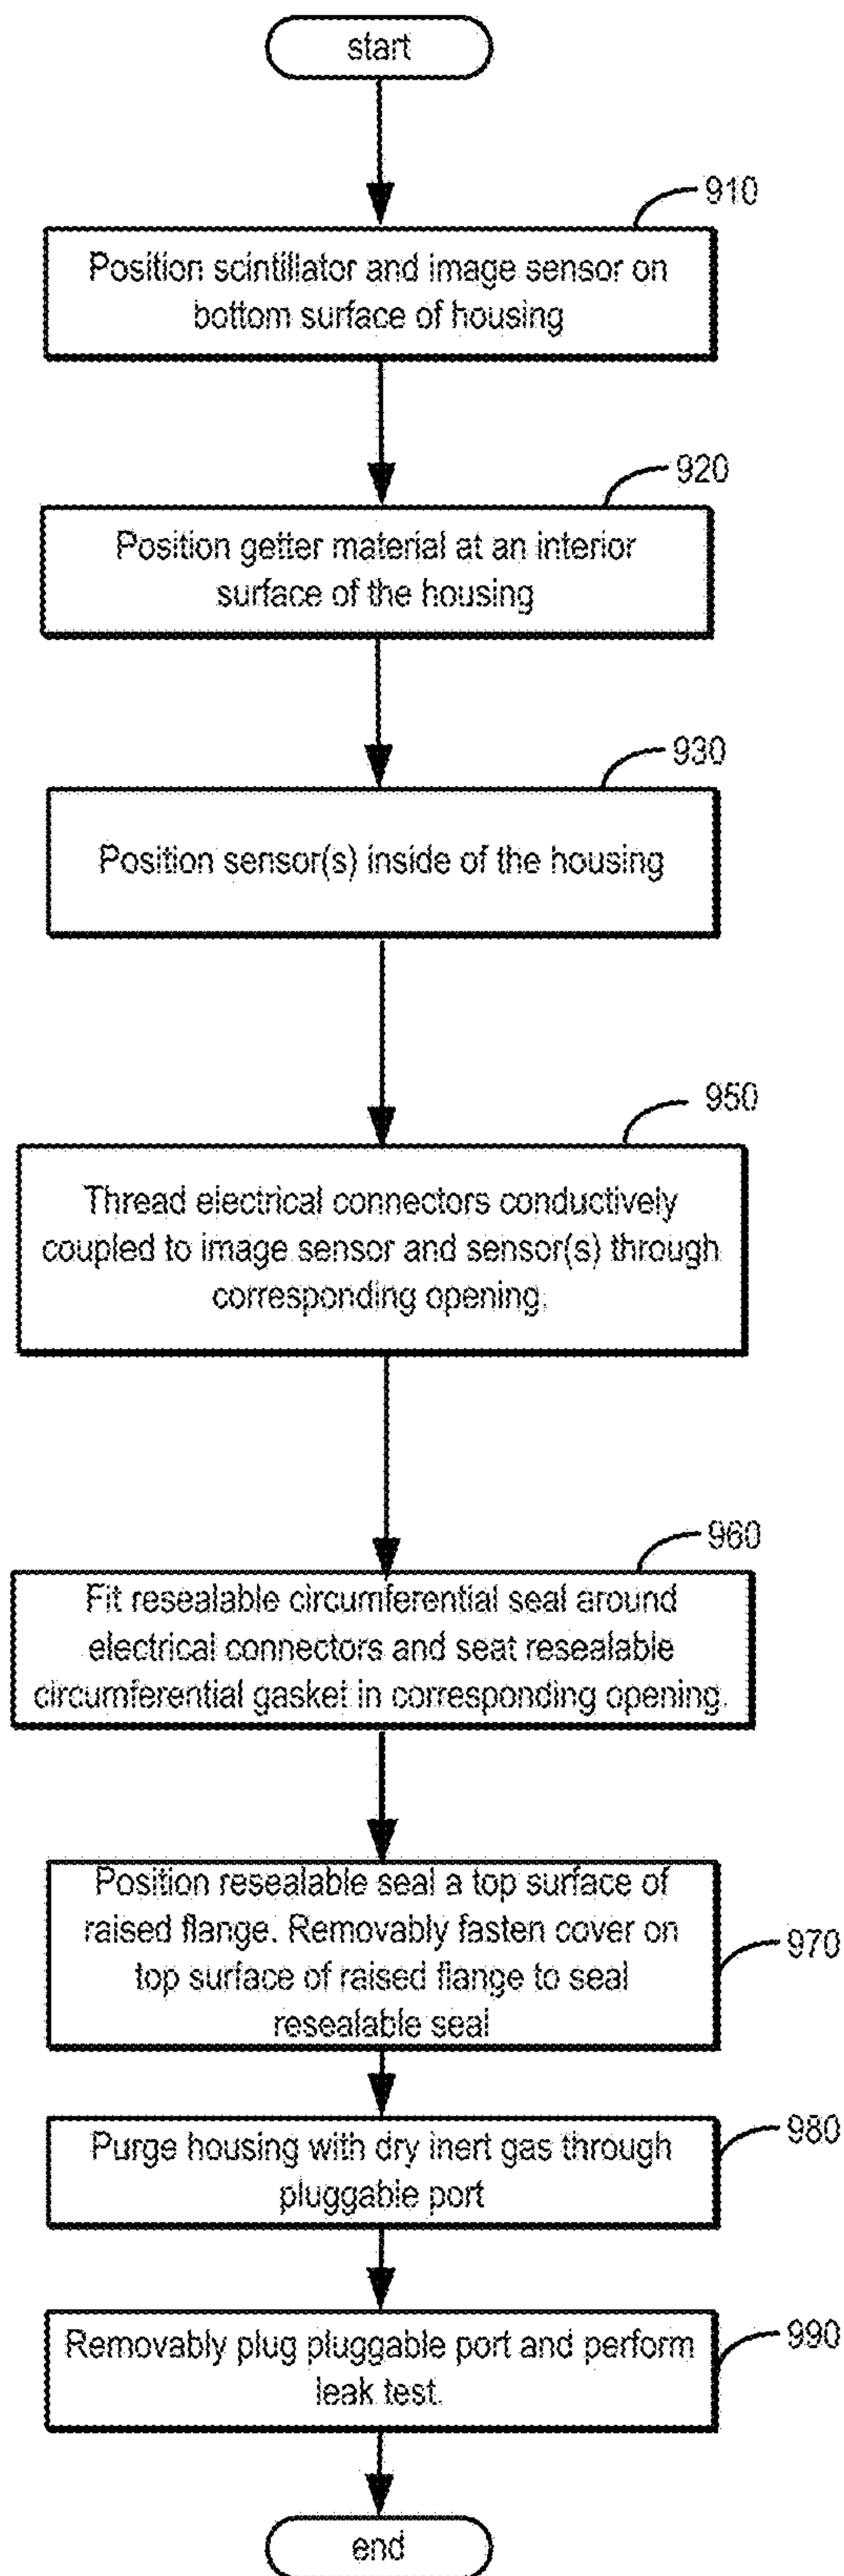 start
910
Position scintillator and image sensor on
bottom surface of housing
920
Position getter material at an interior
surface of the housing
930
Position sensor(s) inside of the housing
950
Thread electrical connectors conductively
coupled to image sensor and sensor(s) through
corresponding opening.
960
Fit resealable circumferential seal around
electrical connectors and seat resealable
circumferential gasket in corresponding opening.
Position resealable seal a top surface of
raised flange. Removably fasten cover on
top surface of raised flange to seal
resealable seal
970
Purge housing with dry inert gas through
pluggable port
980
Removably plug pluggable port and perform
leak test.
990
end